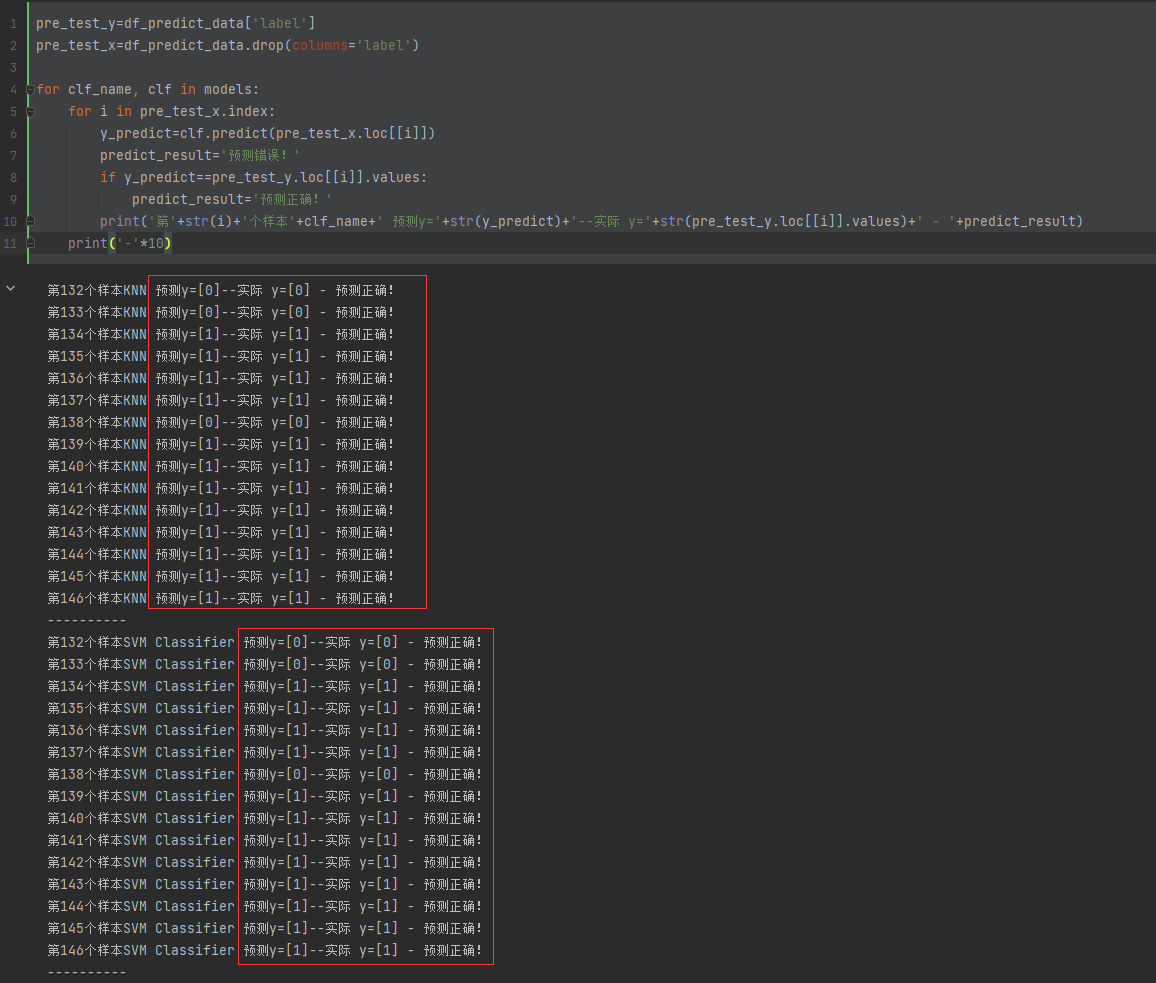 1 pre_test_y=df_predict_data['label']
2 pre_test_x=df_predict_data.drop(columns='label')
3
4 for clf_name, clf in models:
5 for i in pre_test_x.index:
6 y_predict=clf.predict(pre_test_x.loc[[i]])
7 predict_result='预测错误！'
8 if y_predict==pre_test_y.loc[[i]].values:
9 predict_result='预测正确！'
10 print('第'+str(i)+'个样本'+clf_name+' 预测y='+str(y_predict)+'--实际 y='+str(pre_test_y.loc[[i]].values)+' - '+predict_result)
11 print('-'*10)
第132个样本KNN 预测y=[0]--实际 y=[0] - 预测正确！
第133个样本KNN 预测y=[0]--实际 y=[0] - 预测正确！
第134个样本KNN 预测y=[1]--实际 y=[1] - 预测正确！
第135个样本KNN 预测y=[1]--实际 y=[1] - 预测正确！
第136个样本KNN 预测y=[1]--实际 y=[1] - 预测正确！
第137个样本KNN 预测y=[1]--实际 y=[1] - 预测正确！
第138个样本KNN 预测y=[0]--实际 y=[0] - 预测正确！
第139个样本KNN 预测y=[1]--实际 y=[1] - 预测正确！
第140个样本KNN 预测y=[1]--实际 y=[1] - 预测正确！
第141个样本KNN 预测y=[1]--实际 y=[1] - 预测正确！
第142个样本KNN 预测y=[1]--实际 y=[1] - 预测正确！
第143个样本KNN 预测y=[1]--实际 y=[1] - 预测正确！
第144个样本KNN 预测y=[1]--实际 y=[1] - 预测正确！
第145个样本KNN 预测y=[1]--实际 y=[1] - 预测正确！
第146个样本KNN 预测y=[1]--实际 y=[1] - 预测正确！
----------
第132个样本SVM Classifier 预测y=[0]--实际 y=[0] - 预测正确！
第133个样本SVM Classifier 预测y=[0]--实际 y=[0] - 预测正确！
第134个样本SVM Classifier 预测y=[1]--实际 y=[1] - 预测正确！
第135个样本SVM Classifier 预测y=[1]--实际 y=[1] - 预测正确！
第136个样本SVM Classifier 预测y=[1]--实际 y=[1] - 预测正确！
第137个样本SVM Classifier 预测y=[1]--实际 y=[1] - 预测正确！
第138个样本SVM Classifier 预测y=[0]--实际 y=[0] - 预测正确！
第139个样本SVM Classifier 预测y=[1]--实际 y=[1] - 预测正确！
第140个样本SVM Classifier 预测y=[1]--实际 y=[1] - 预测正确！
第141个样本SVM Classifier 预测y=[1]--实际 y=[1] - 预测正确！
第142个样本SVM Classifier 预测y=[1]--实际 y=[1] - 预测正确！
第143个样本SVM Classifier 预测y=[1]--实际 y=[1] - 预测正确！
第144个样本SVM Classifier 预测y=[1]--实际 y=[1] - 预测正确！
第145个样本SVM Classifier 预测y=[1]--实际 y=[1] - 预测正确！
第146个样本SVM Classifier 预测y=[1]--实际 y=[1] - 预测正确！
----------